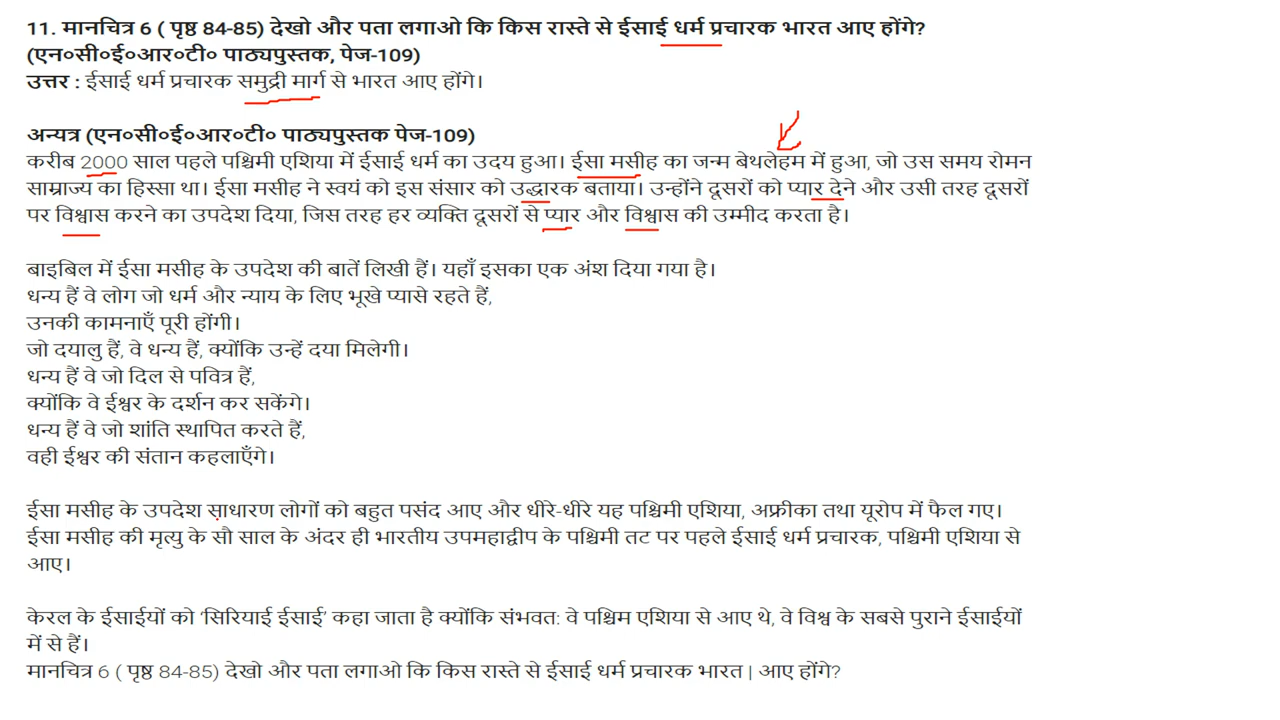 11. मानचित्र 6 ( पृष्ठ 84-85) देखो और पता लगाओ कि किस रास्ते से ईसाई धर्म प्रचारक भारत आए होंगे?
(एन०सी०ई०आर०टी० पाठ्यपुस्तक, पेज-109)
उत्तर : ईसाई धर्म प्रचारक समुद्री मार्ग से भारत आए होंगे।
अन्यत्र (एन०सी०ई०आर०टी० पाठ्यपुस्तक पेज-109)
करीब 2000 साल पहले पश्चिमी एशिया में ईसाई धर्म का उदय हुआ। ईसा मसीह का जन्म बेथलेहम में हुआ, जो उस समय रोमन
साम्राज्य का हिस्सा था। ईसा मसीह ने स्वयं को इस संसार को उद्धारक बताया। उन्होंने दूसरों को प्यार देने और उसी तरह दूसरों
पर विश्वास करने का उपदेश दिया, जिस तरह हर व्यक्ति दूसरों से प्यार और विश्वास की उम्मीद करता है।
बाइबिल में ईसा मसीह के उपदेश की बातें लिखी हैं। यहाँ इसका एक अंश दिया गया है।
धन्य हैं वे लोग जो धर्म और न्याय के लिए भूखे प्यासे रहते हैं,
उनकी कामनाएँ पूरी होंगी।
जो दयालु हैं, वे धन्य हैं, क्योंकि उन्हें दया मिलेगी।
धन्य हैं वे जो दिल से पवित्र हैं,
क्योंकि वे ईश्वर के दर्शन कर सकेंगे।
धन्य हैं वे जो शांति स्थापित करते हैं,
वही ईश्वर की संतान कहलाएँगे।
ईसा मसीह के उपदेश साधारण लोगों को बहुत पसंद आए और धीरे-धीरे यह पश्चिमी एशिया, अफ्रीका तथा यूरोप में फैल गए।
ईसा मसीह की मृत्यु के सौ साल के अंदर ही भारतीय उपमहाद्वीप के पश्चिमी तट पर पहले ईसाई धर्म प्रचारक, पश्चिमी एशिया से
आए।
केरल के ईसाईयों को ‘सिरियाई ईसाई’ कहा जाता है क्योंकि संभवत: वे पश्चिम एशिया से आए थे, वे विश्व के सबसे पुराने ईसाईयों
में से हैं।
मानचित्र 6 ( पृष्ठ 84-85) देखो और पता लगाओ कि किस रास्ते से ईसाई धर्म प्रचारक भारत | आए होंगे?